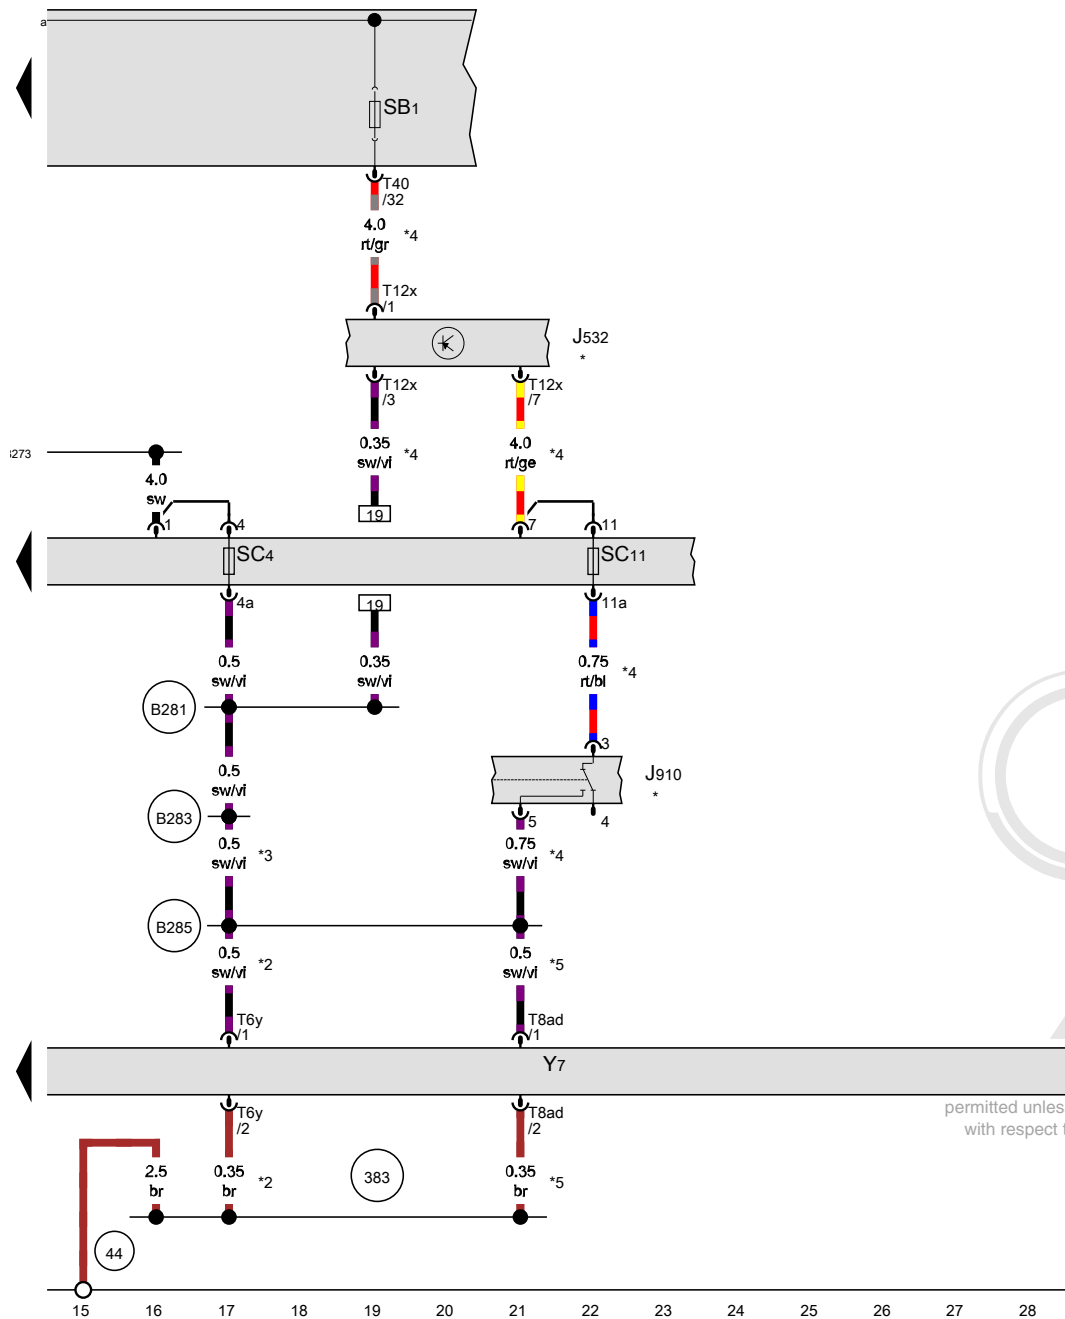 a
SB1
T40
/32
4.0
rt/gr
*4
T12x
/1
J532
*
T12x
/3
T12x
/7
0.35
sw/vi
*4
4.0
rt/ge
*4
4.0
sw
19
1
4
7
11
SC4
SC11
4a
19
11a
0.5
sw/vi
0.35
sw/vi
0.75
rt/bl
*4
B281
3
0.5
sw/vi
J910
*
B283
5
4
0.5
sw/vi
*3
0.75
sw/vi
*4
B285
0.5
sw/vi
*2
0.5
sw/vi
*5
T6y
/1
T8ad
/1
Y7
T6y
/2
T8ad
/2
permitted
with respect
2.5
br
0.35
br
*2
383
0.35
br
*5
44
15 16 17 18 19 20 21 22 23 24 25 26 27 28